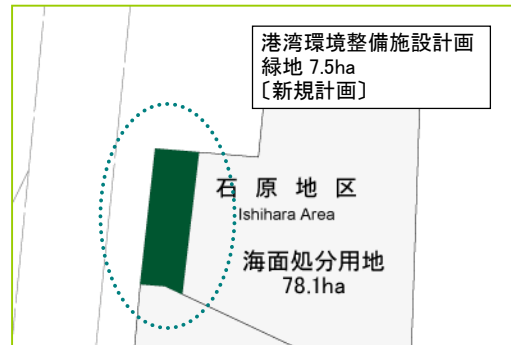 港湾環境整備施設計画
緑地 7.5ha
〔新規計画〕
石原地区
Ishihara Area
海面処分用地
78.1ha